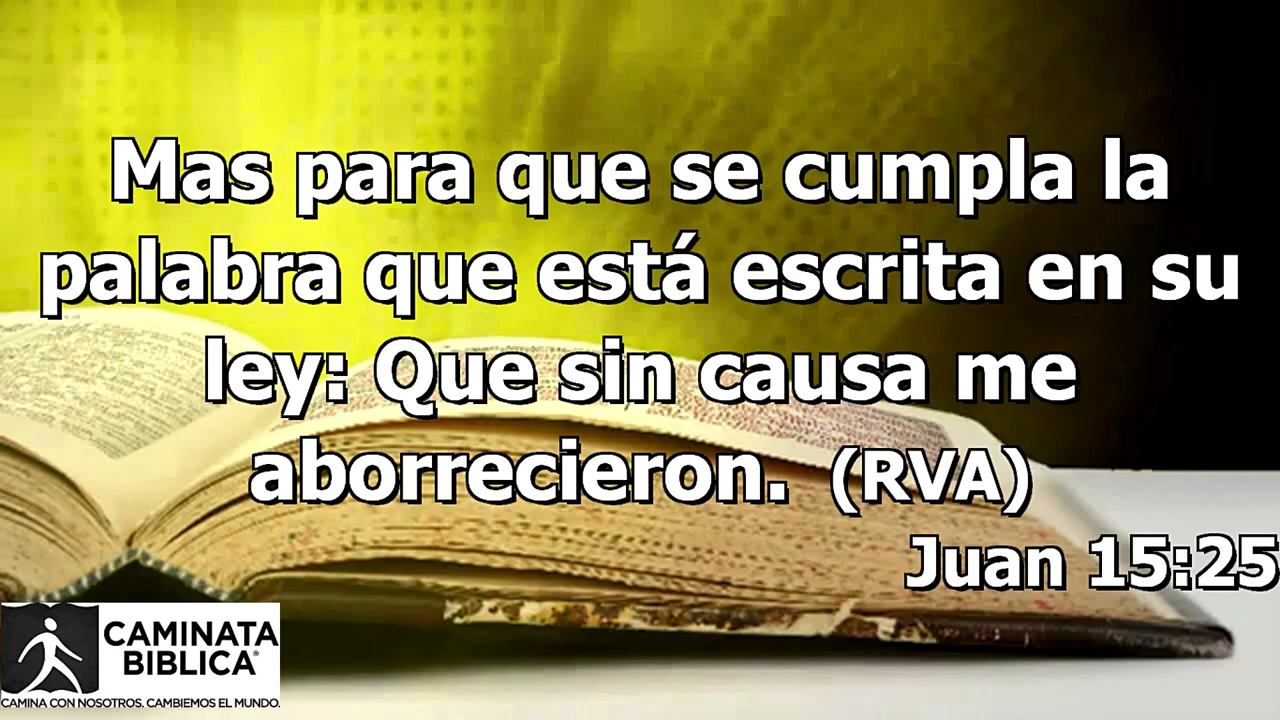 Mas para que se cumpla la
palabra que está escrita en su
ley: Que sin causa me
aborrecieron. (RVA)
Juan 15:25
CAMINATA
BIBLICA®
CAMINA CON NOSOTROS. CAMBIEMOS EL MUNDO.